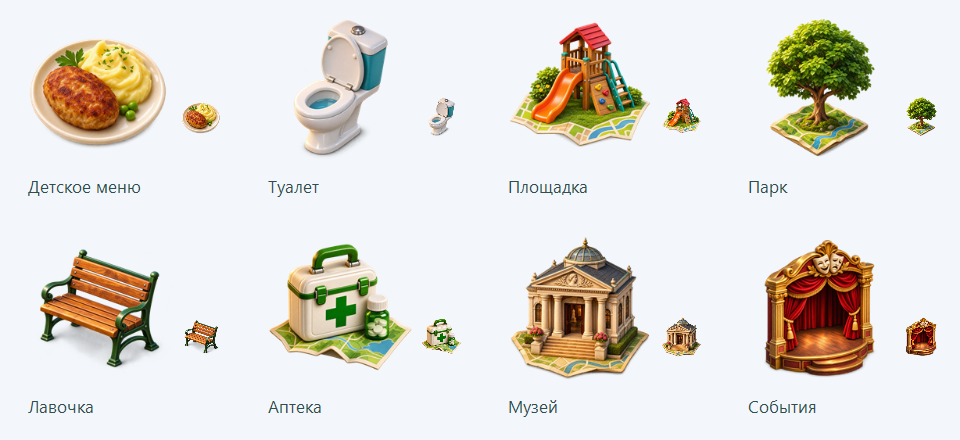 Детское меню
Туалет
Площадка
Парк
Лавочка
Аптека
Музей
События